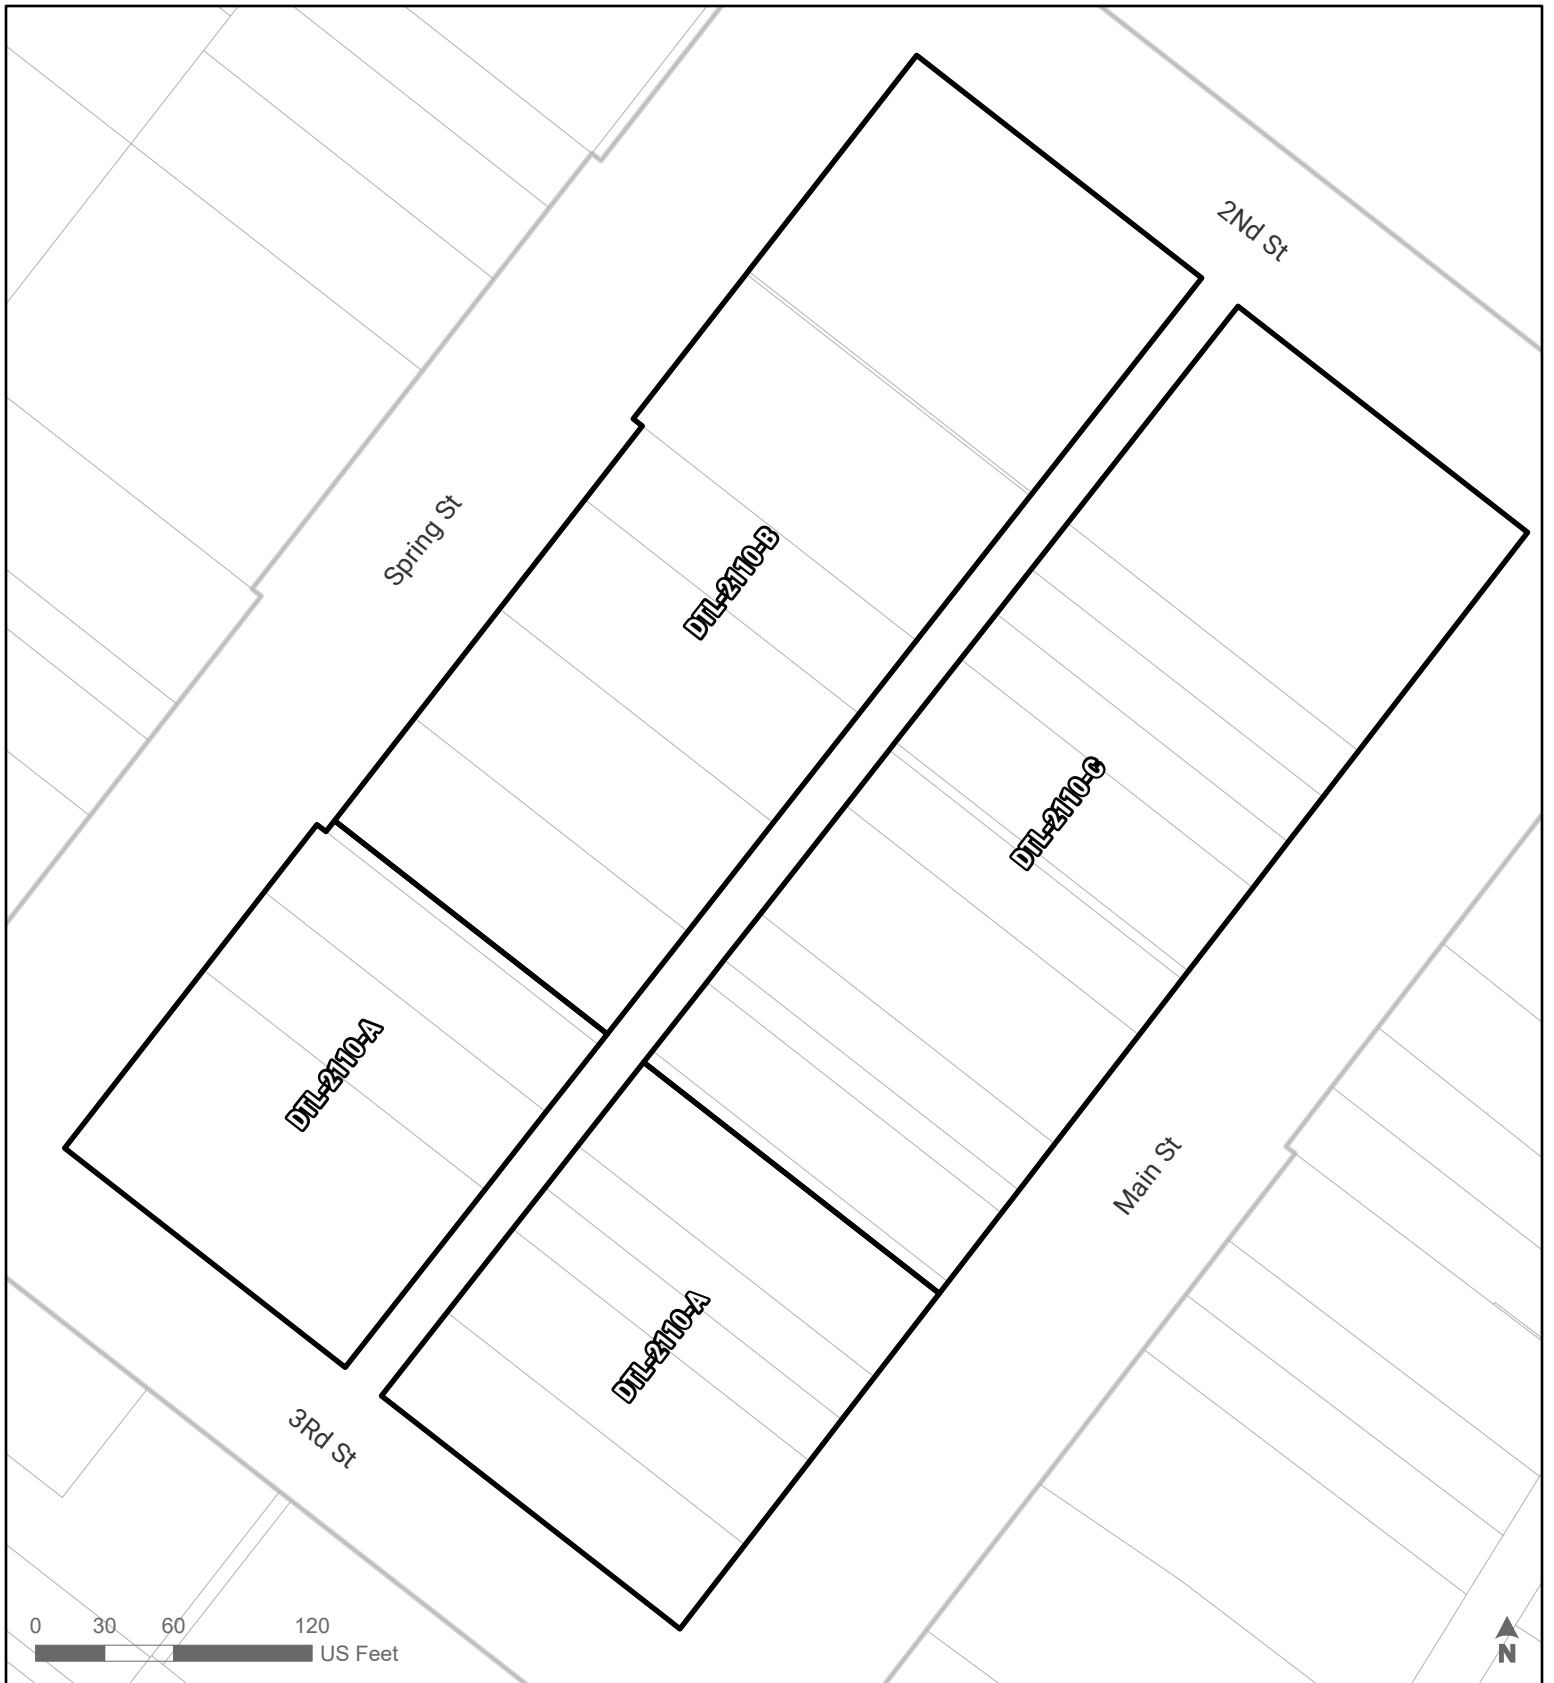 2Nd St
Spring St
DTL-2110-B
DTL-2110-C
DTL-2110-A
Main St
DTL-2110-A
3Rd St
0 30 60 120
US Feet
N